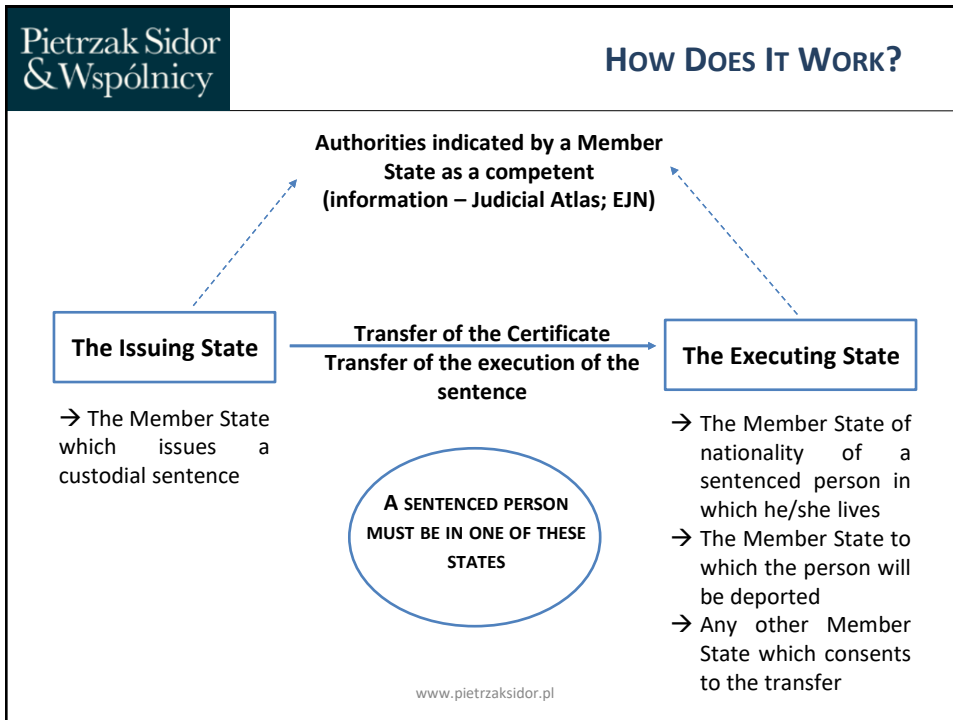 Pietrzak Sidor
& Wspólnicy
HOW DOES IT WORK?
Authorities indicated by a Member
State as a competent
(information – Judicial Atlas; EJN)
The Issuing State
Transfer of the Certificate
Transfer of the execution of the
sentence
The Executing State
→ The Member State
which issues a
custodial sentence
A SENTENCED PERSON
MUST BE IN ONE OF THESE
STATES
→ The Member State of
nationality of a
sentenced person in
which he/she lives
→ The Member State to
which the person will
be deported
→ Any other Member
State which consents
to the transfer
www.pietrzaksidor.pl